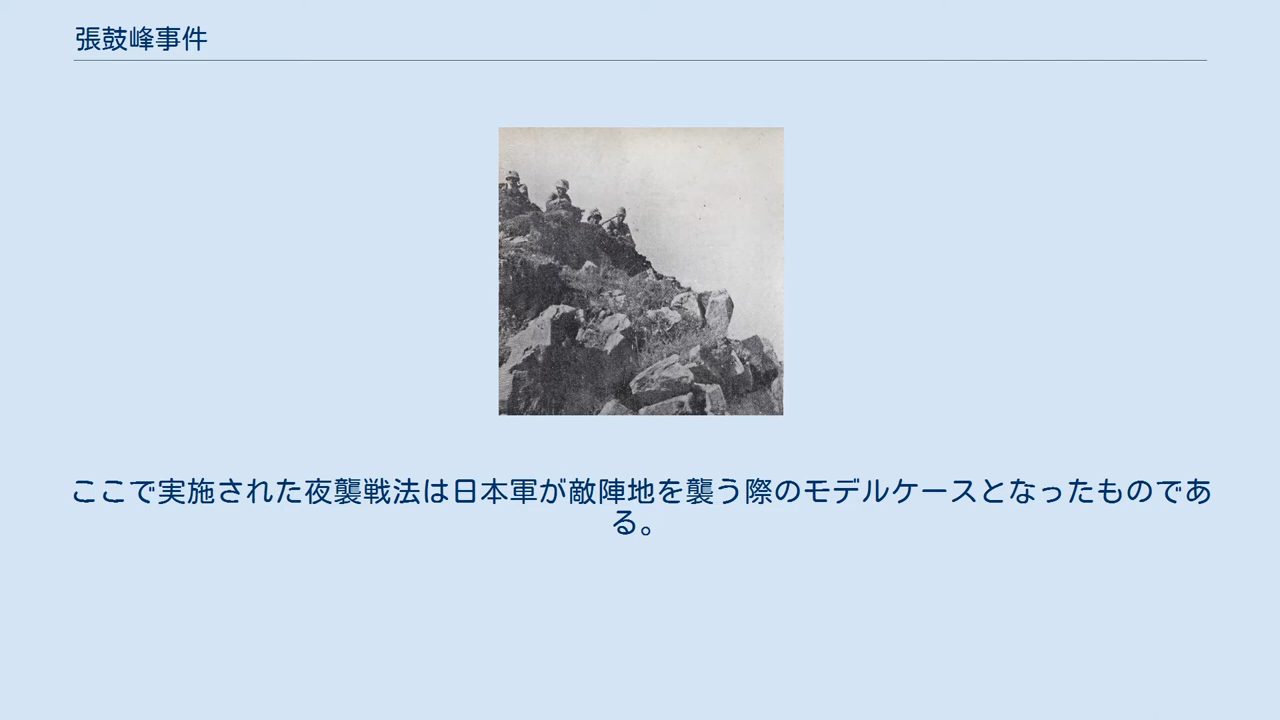 張鼓峰事件
ここで実施された夜襲戦法は日本軍が敵陣地を襲う際のモデルケースとなったものであ
る。